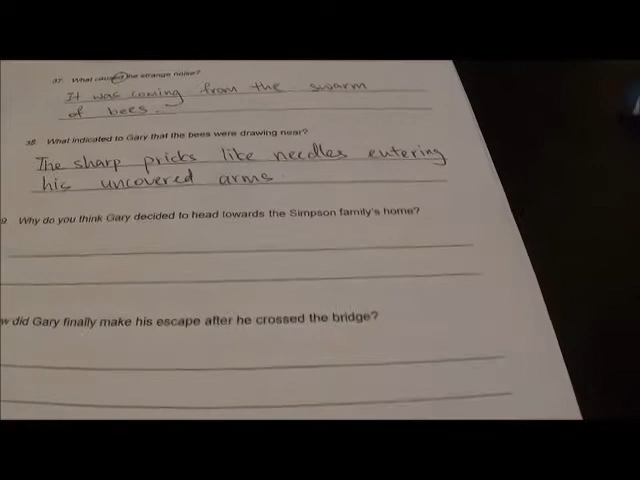 37. What caused the strange noise?
It was coming from the swarm
of bees.
38. What indicated to Gary that the bees were drawing near?
The sharp pricks like needles entering
his uncovered arms.
9 Why do you think Gary decided to head towards the Simpson family's home?
w did Gary finally make his escape after he crossed the bridge?